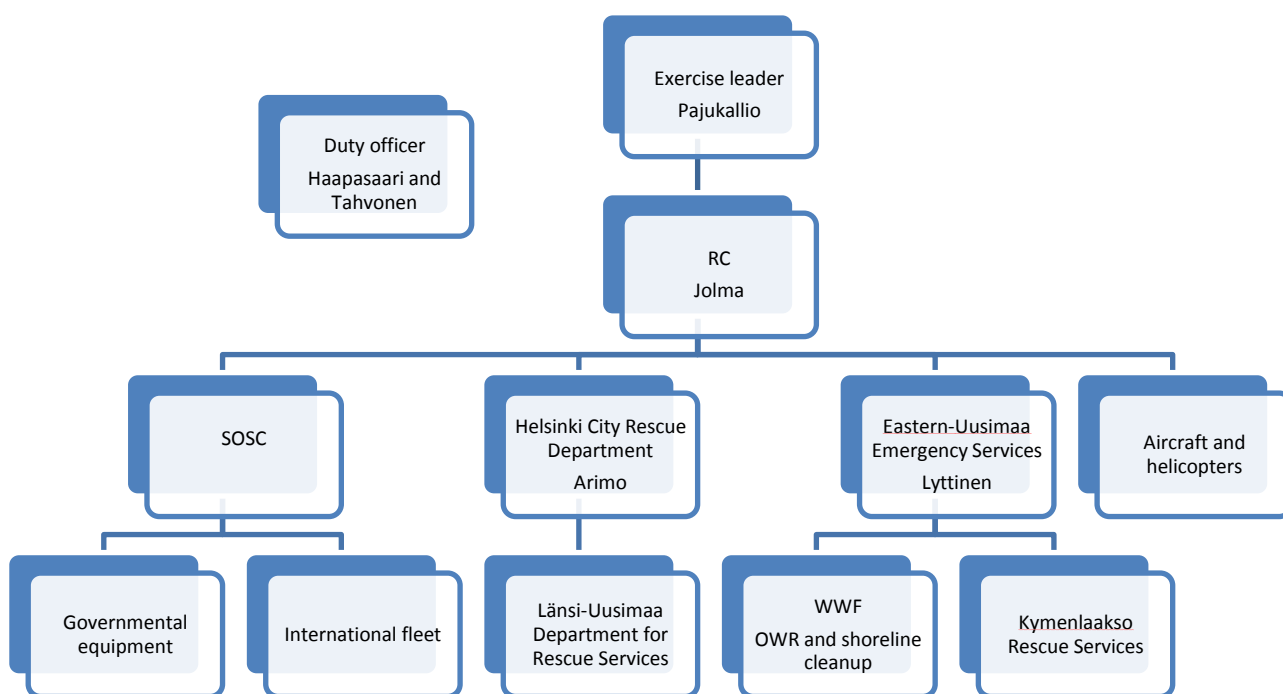 Exercise leader
Pajukallio
Duty officer
Haapasaari and
Tahvonen
RC
Jolma
SOSC
Helsinki City Rescue
Department
Arimo
Eastern-Uusimaa
Emergency Services
Lyttinen
Aircraft and
helicopters
Governmental
equipment
International fleet
Länsi-Uusimaa
Department for
Rescue Services
WWF
OWR and shoreline
cleanup
Kymenlaakso
Rescue Services